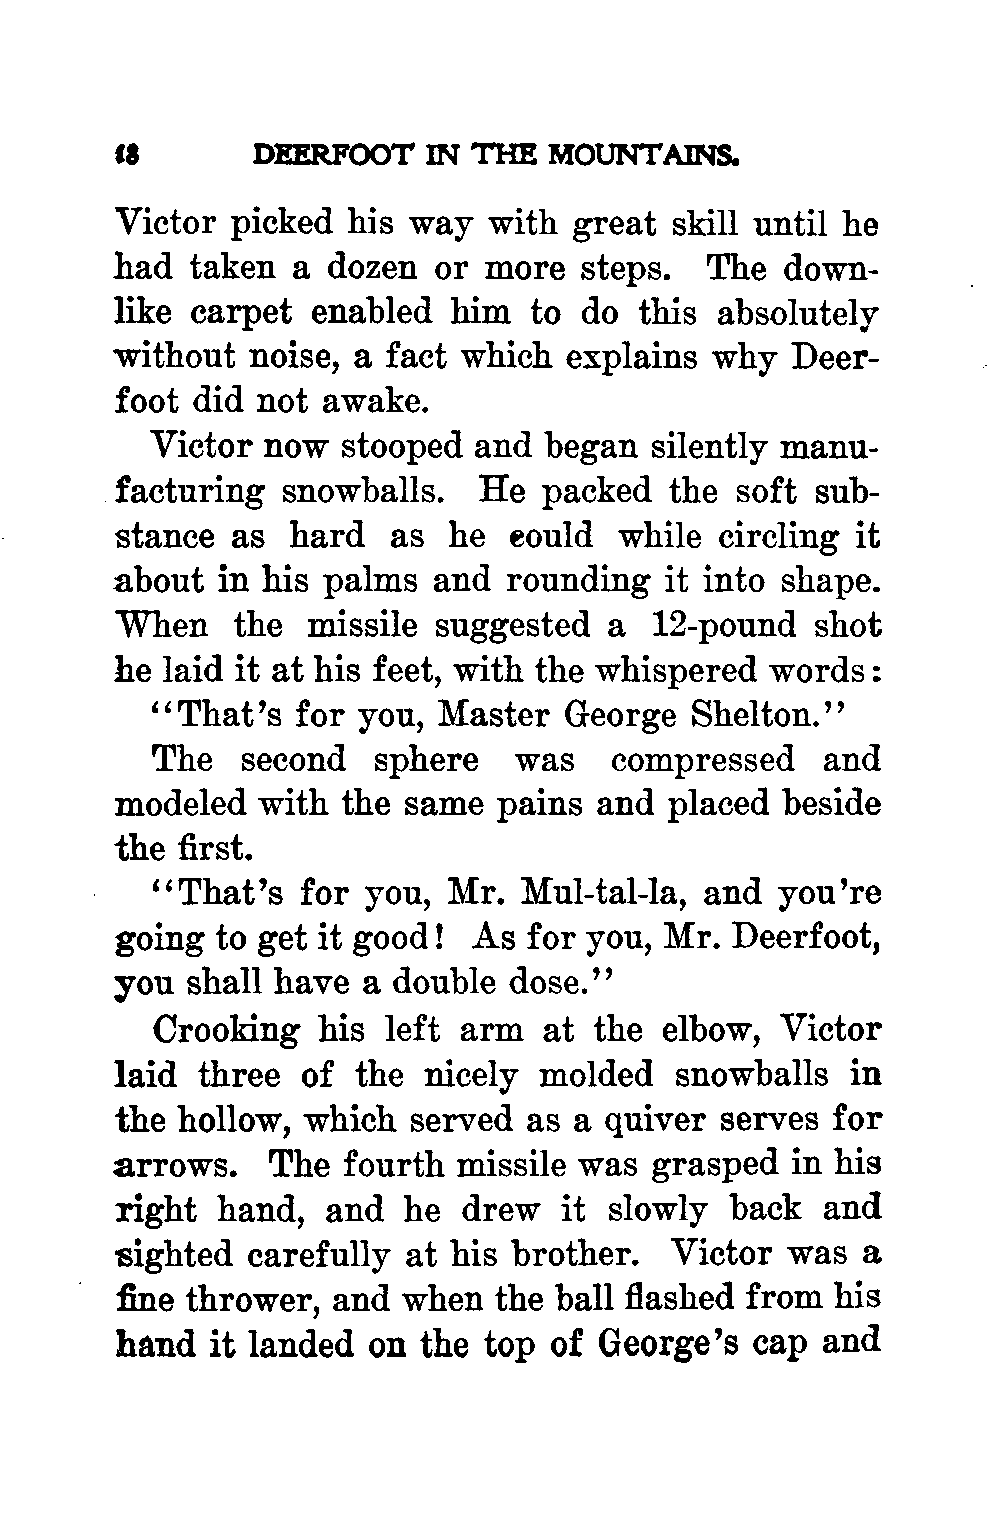 DEERFOOT IN THE MOUNTAINS.
Victor picked his way with great skill until he
had taken a dozen or more steps. The down-
like carpet enabled him to do this absolutely
without noise, a fact which explains why Deer-
foot did not awake.
Victor now stooped and began silently manu-
facturing snowballs. He packed the soft sub-
stance as hard as he could while circling it
about in his palms and rounding it into shape.
When the missile suggested a 12-pound shot
he laid it at his feet, with the whispered words:
"That's for you, Master George Shelton."
The second sphere was compressed and
modeled with the same pains and placed beside
the first.
"That's for you, Mr. Mul-tal-la, and you're
going to get it good! As for you, Mr. Deerfoot,
you shall have a double dose."
Crooking his left arm at the elbow, Victor
laid three of the nicely molded snowballs in
the hollow, which served as a quiver serves for
arrows. The fourth missile was grasped in his
right hand, and he drew it slowly back and
sighted carefully at his brother. Victor was a
fine thrower, and when the ball flashed from his
hand it landed on the top of George's cap and